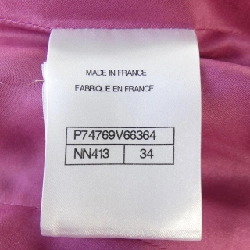 MADE IN FRANCE
FABRIQUE EN FRANCE
P74769V66364
NN413 34